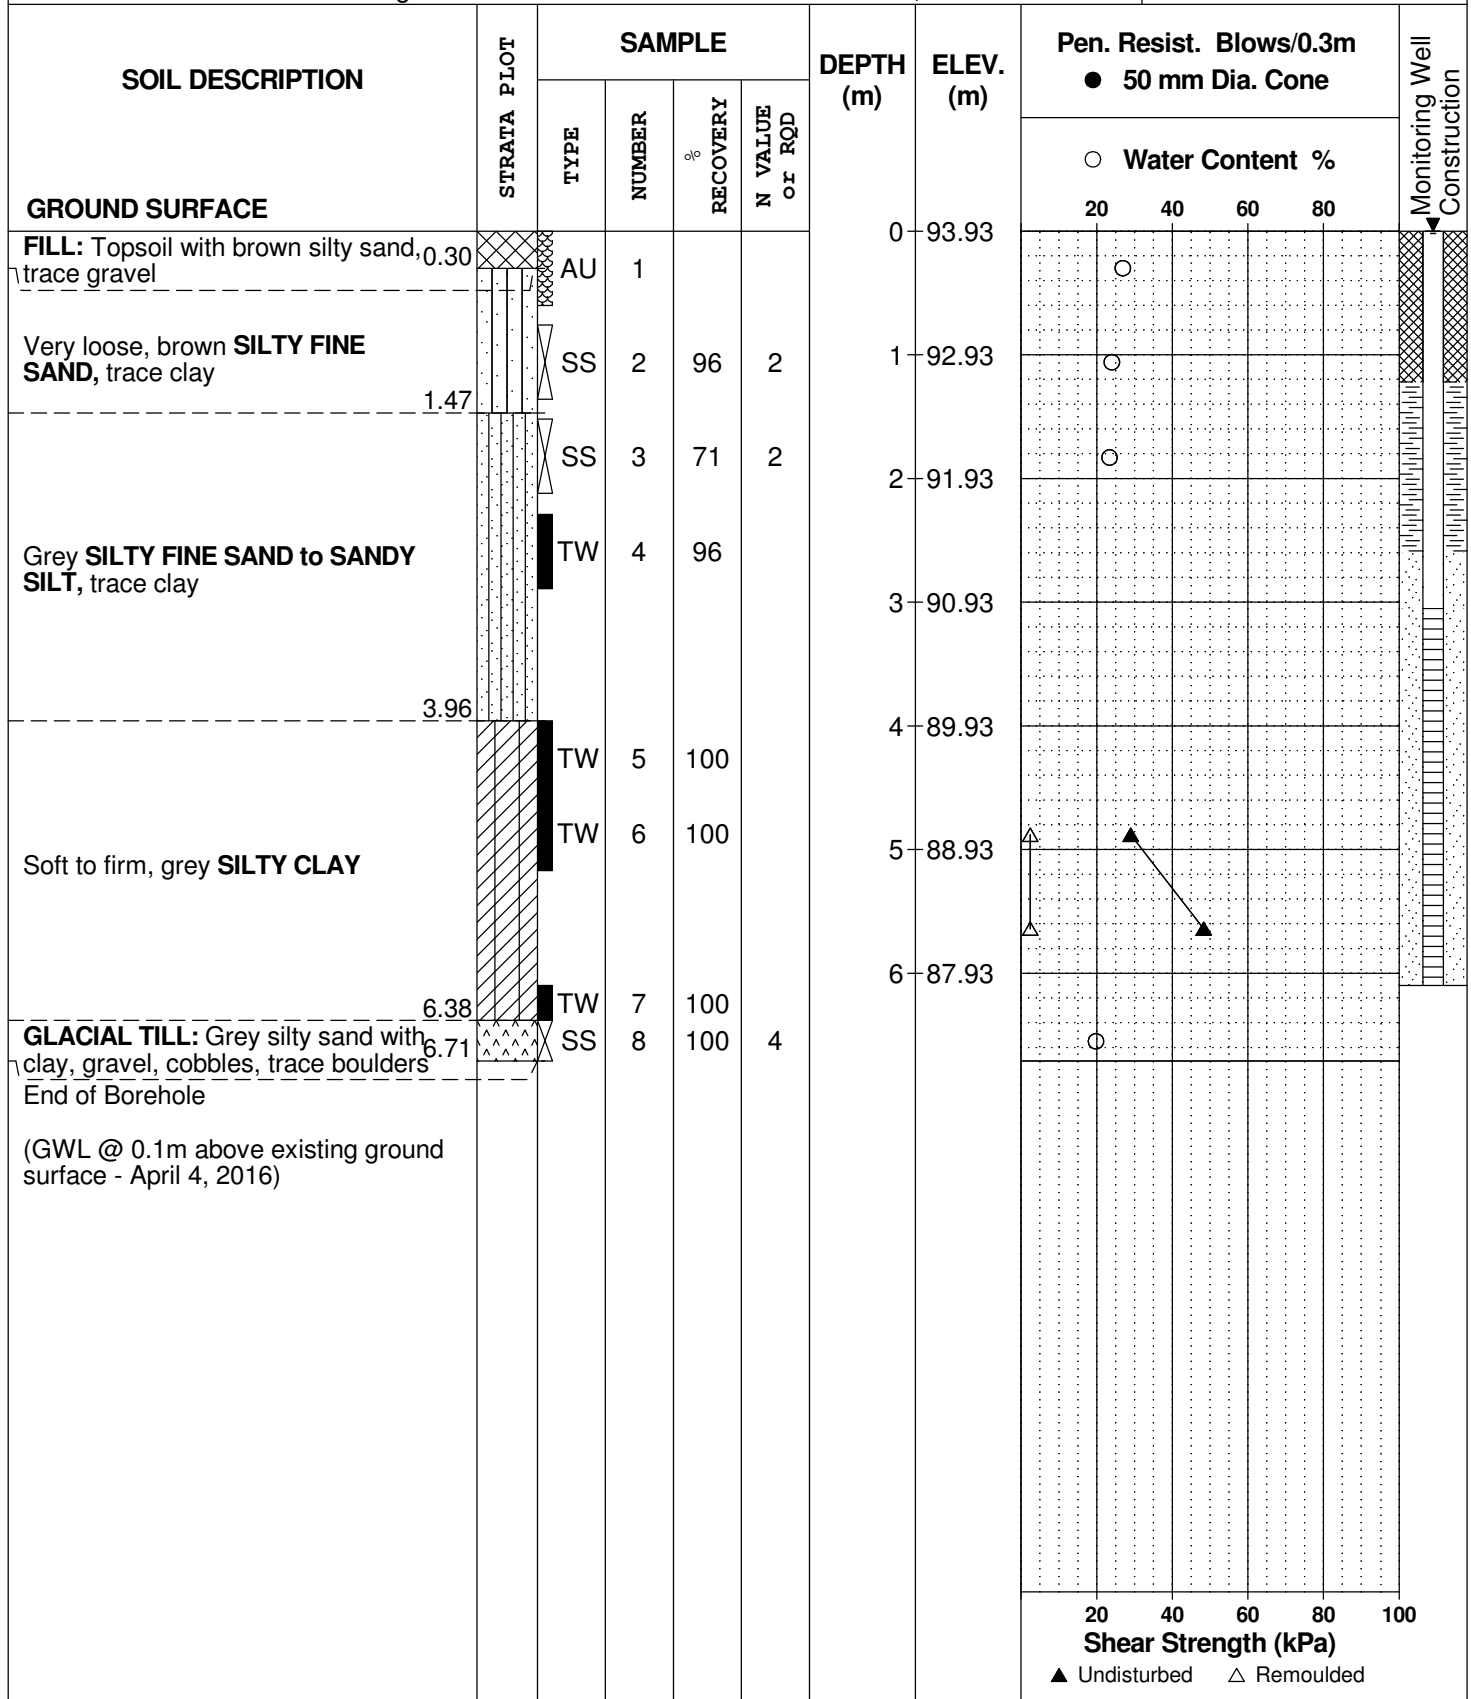 SOIL DESCRIPTION
GROUND SURFACE
STRATA PLOT
SAMPLE
TYPE
NUMBER
% RECOVERY
N VALUE or RQD
DEPTH (m)
ELEV. (m)
Pen. Resist. Blows/0.3m
● 50 mm Dia. Cone
○ Water Content %
20 40 60 80
Monitoring Well Construction
0 93.93
FILL: Topsoil with brown silty sand, 0.30
trace gravel
AU 1
Very loose, brown SILTY FINE
SAND, trace clay
SS 2 96 2
1 92.93
1.47
SS 3 71 2
2 91.93
Grey SILTY FINE SAND to SANDY
SILT, trace clay
TW 4 96
3 90.93
3.96
4 89.93
TW 5 100
TW 6 100
5 88.93
Soft to firm, grey SILTY CLAY
6 87.93
6.38
TW 7 100
GLACIAL TILL: Grey silty sand with
clay, gravel, cobbles, trace boulders 6.71
SS 8 100 4
End of Borehole
(GWL @ 0.1m above existing ground
surface - April 4, 2016)
20 40 60 80 100
Shear Strength (kPa)
▲ Undisturbed △ Remoulded